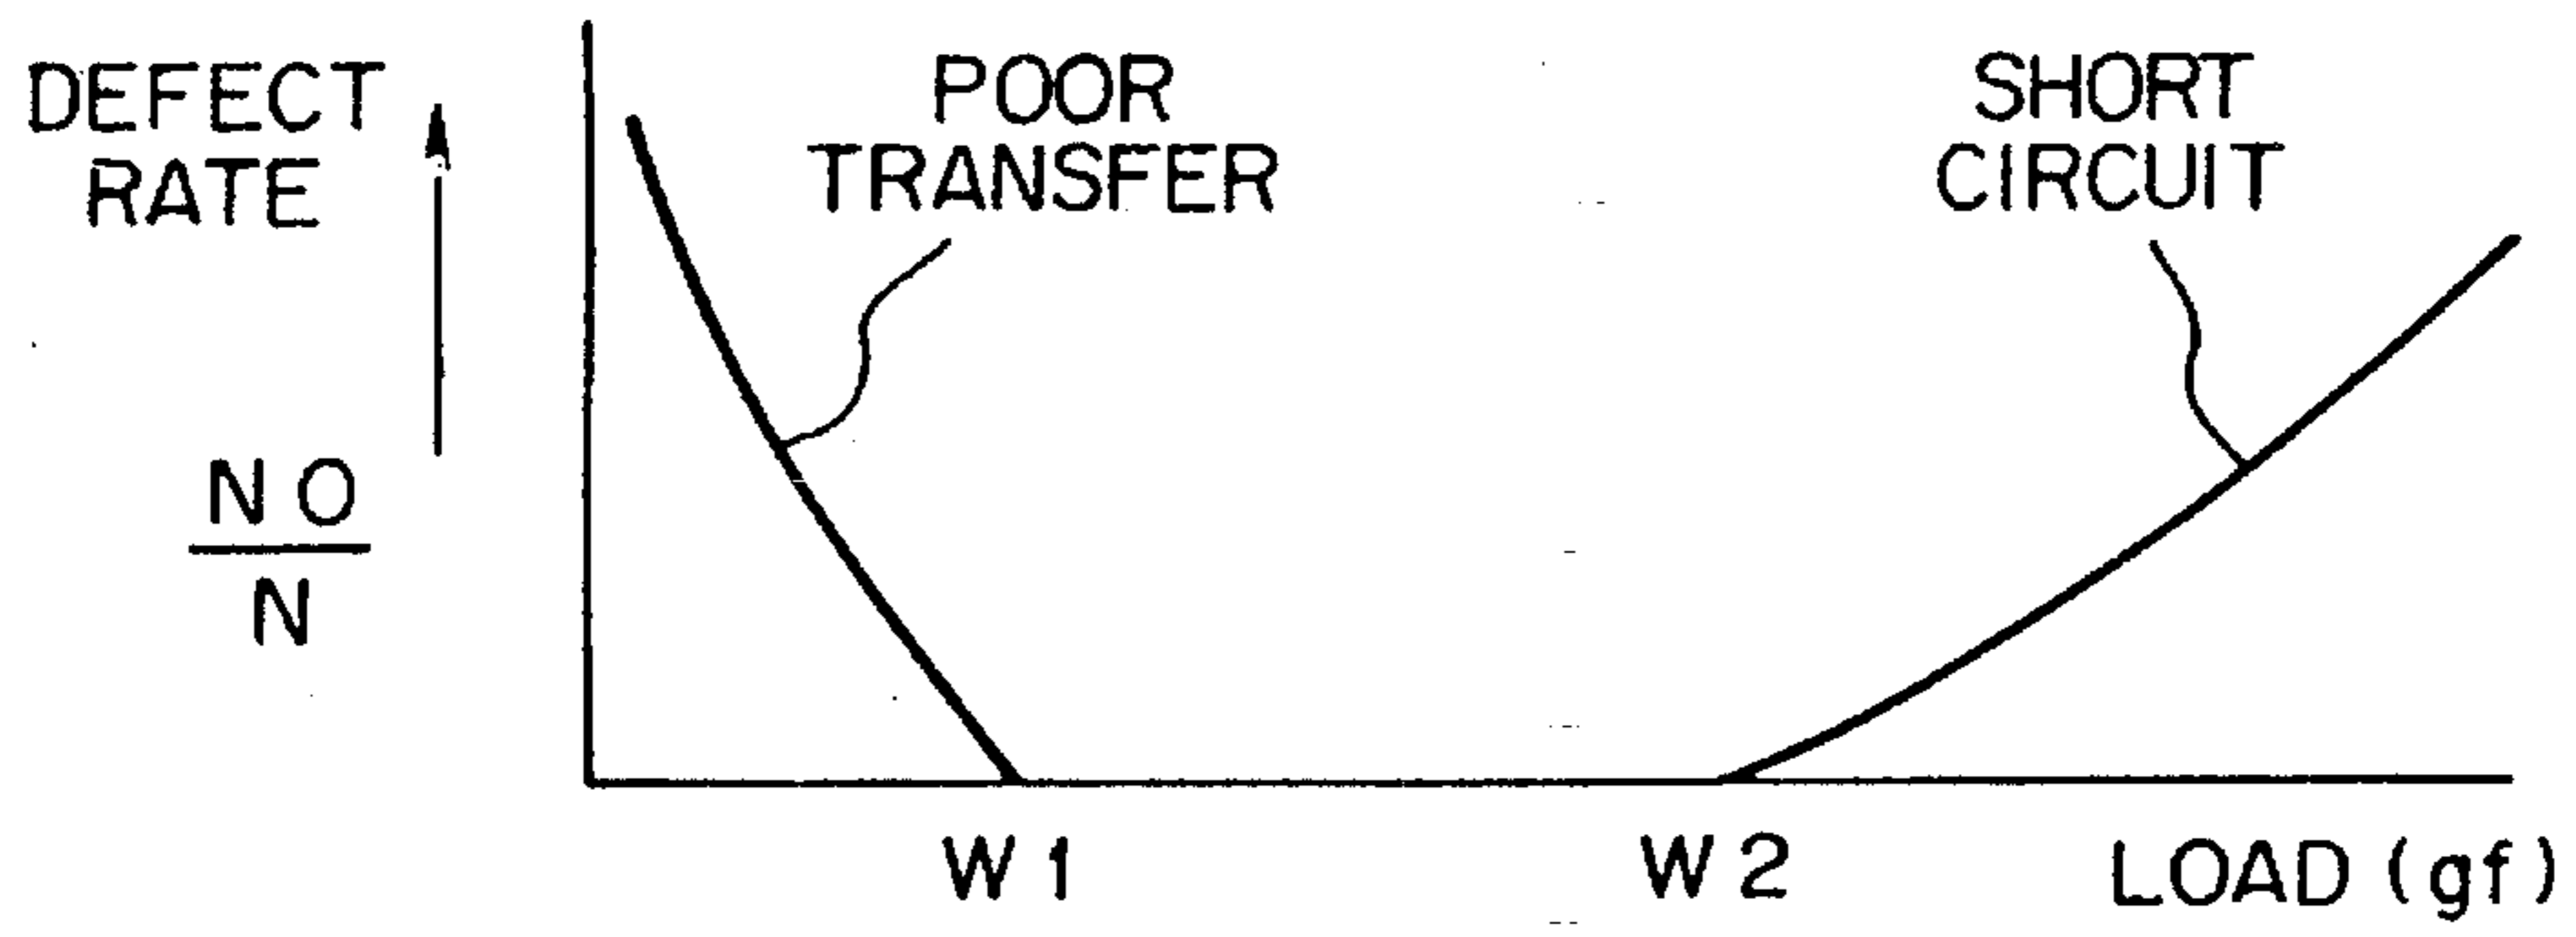 DEFECT
RATE
NO
N
POOR
TRANSFER
SHORT
CIRCUIT
W1
W2
LOAD (gf)